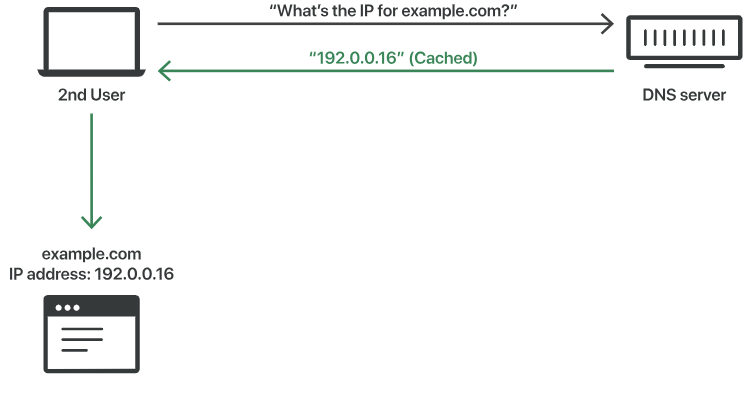 “What’s the IP for example.com?”
“192.0.0.16” (Cached)
2nd User
DNS server
example.com
IP address: 192.0.0.16